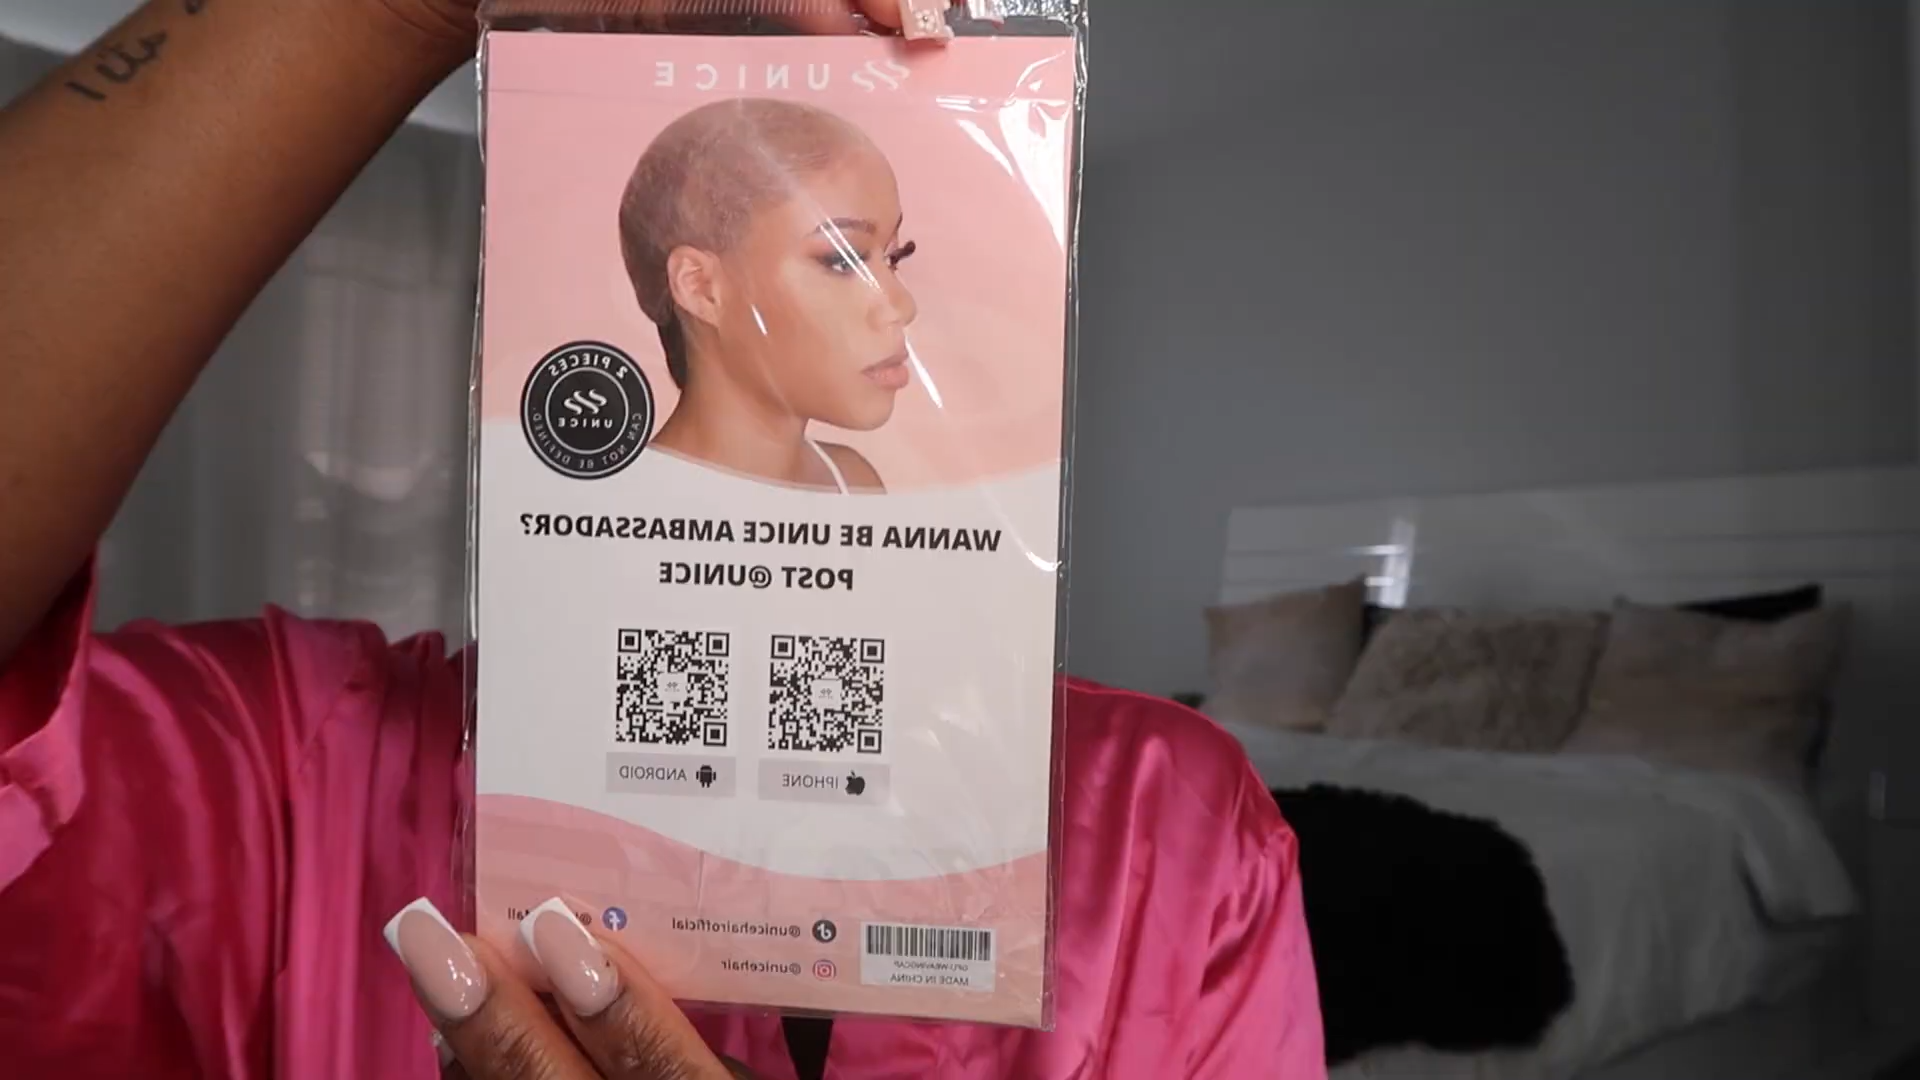 UNICE
2 PIECES
UNICE
CAN NOT BE DEFINED.
WANNA BE UNICE AMBASSADOR?
POST @UNICE
IPHONE
ANDROID
@unicehairofficial
@unicehair
MADE IN CHINA